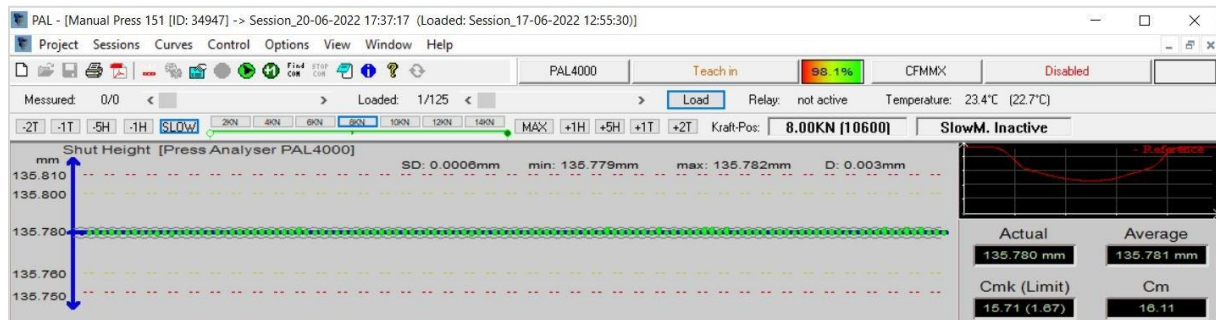 PAL - [Manual Press 151 [ID: 34947] -> Session_20-06-2022 17:37:17 (Loaded: Session_17-06-2022 12:55:30)]
Project Sessions Curves Control Options View Window Help
Find COM STOP COM PAL4000 Teach in 98.1% CFMMX Disabled
Messured: 0/0 < > Loaded: 1/125 < > Load Relay: not active Temperature: 23.4°C (22.7°C)
-2T -1T -5H -1H SLOW 2KN 4KN 6KN 8KN 10KN 12KN 14KN MAX +1H +5H +1T +2T Kraft-Pos: 8.00KN (10600) SlowM. Inactive
Shut Height [Press Analyser PAL4000]
mm SD: 0.0006mm min: 135.779mm max: 135.782mm D: 0.003mm - Reference
135.810
135.800
135.780
135.760
135.750
Actual Average
135.780 mm 135.781 mm
Cmk (Limit) Cm
15.71 (1.67) 16.11